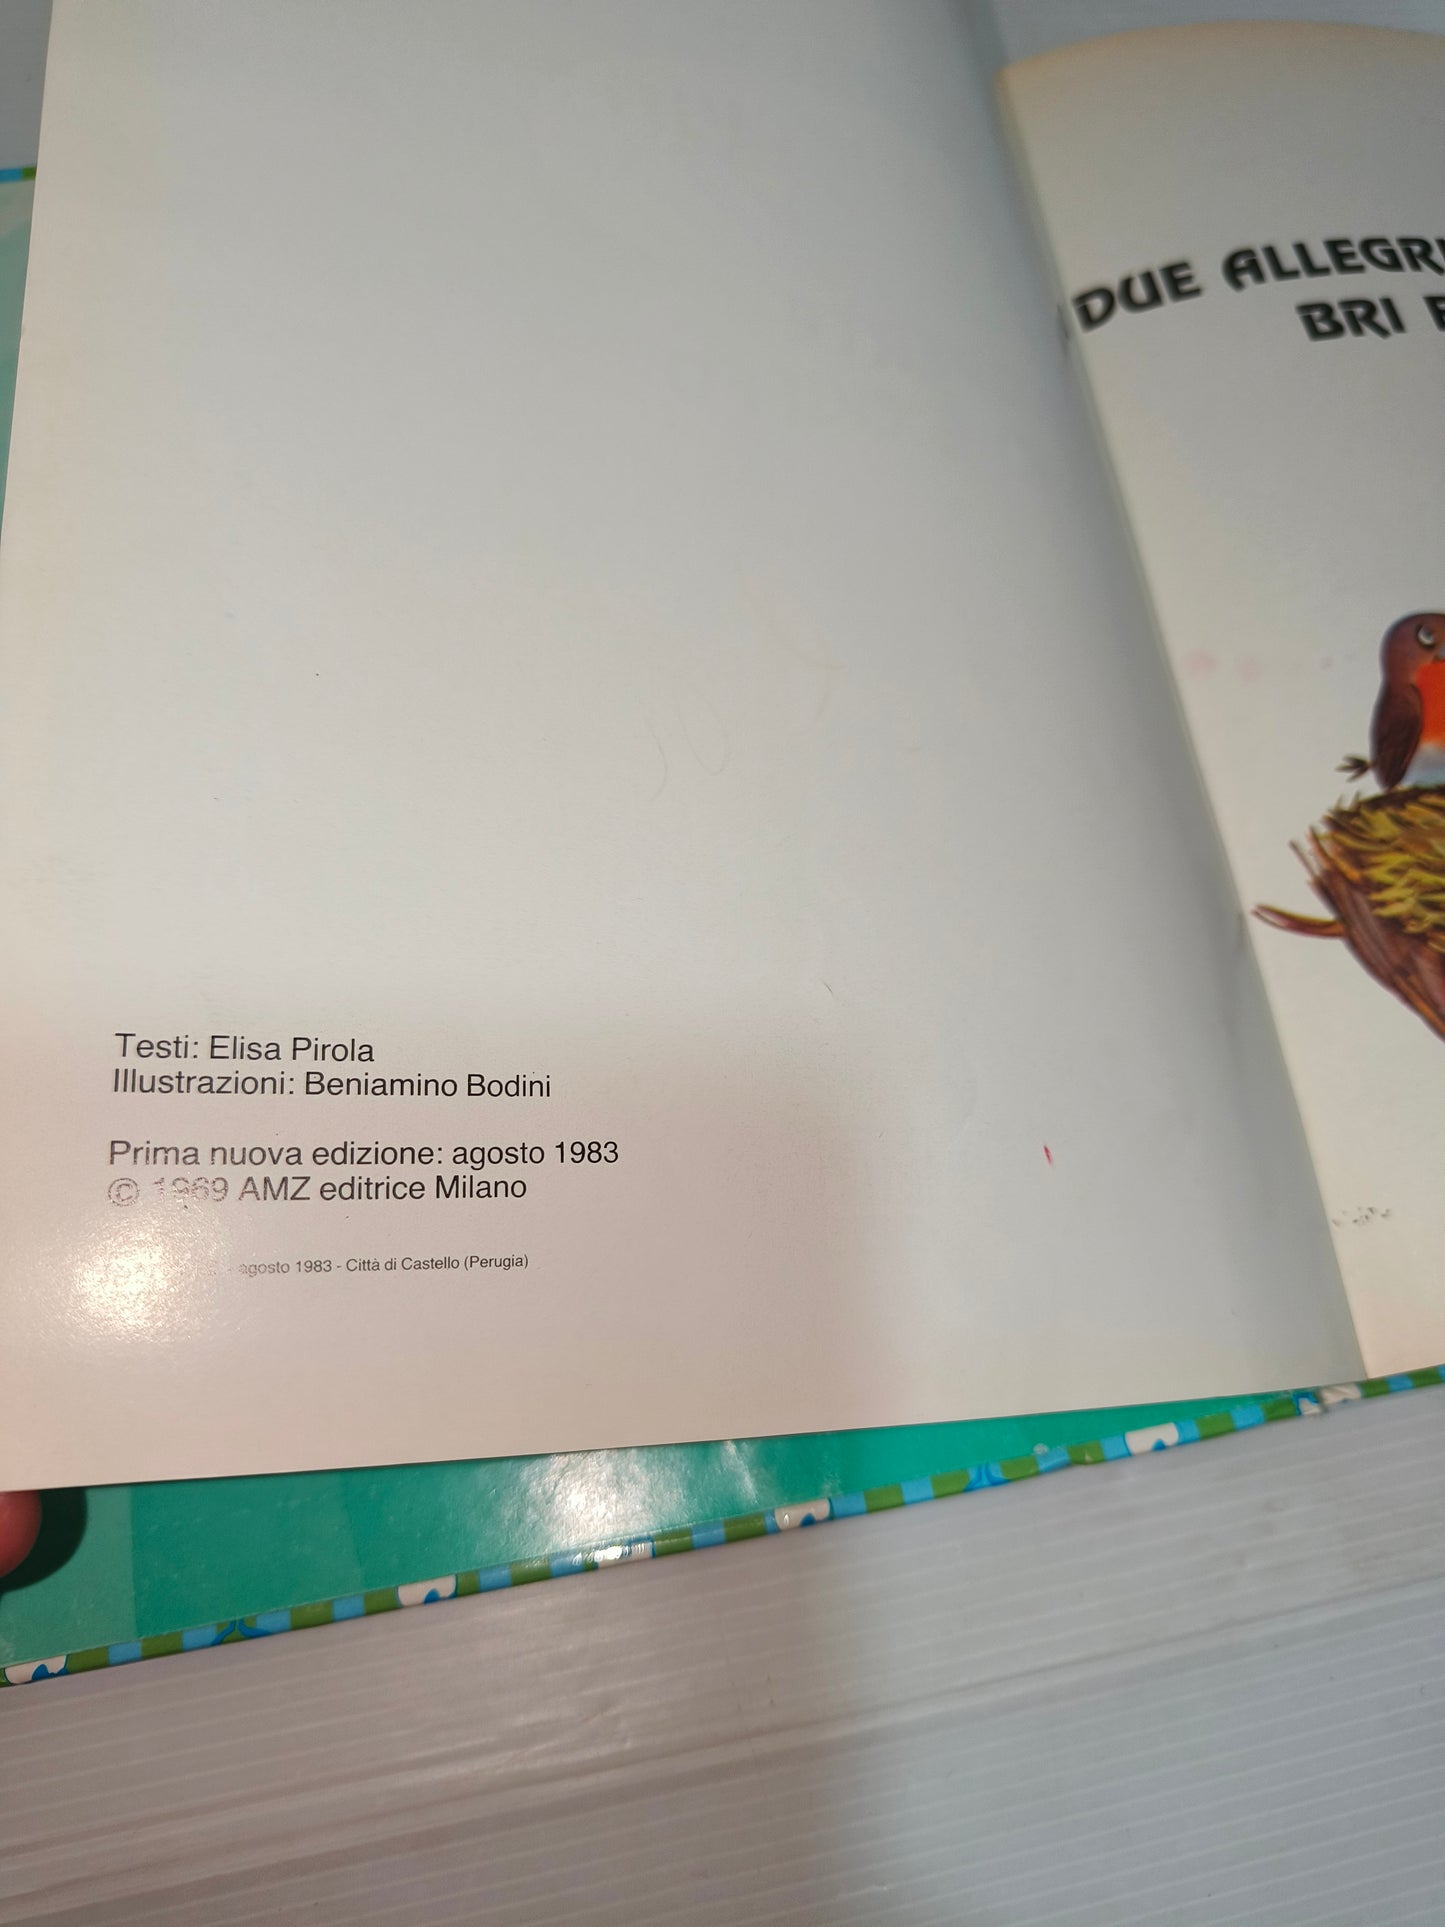 Testi: Elisa Pirola
Illustrazioni: Beniamino Bodini
Prima nuova edizione: agosto 1983
© 1969 AMZ editrice Milano
agosto 1983 - Città di Castello (Perugia)
DUE
BRI